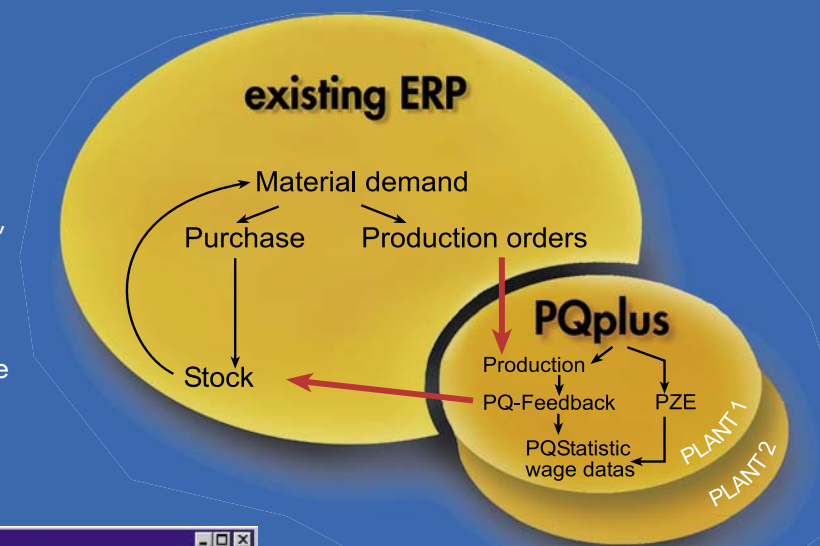 existing ERP
Material demand
Purchase
Production orders
Stock
PQplus
Production
PQ-Feedback
PZE
PQStatistic
wage datas
PLANT 1
PLANT 2
,
e